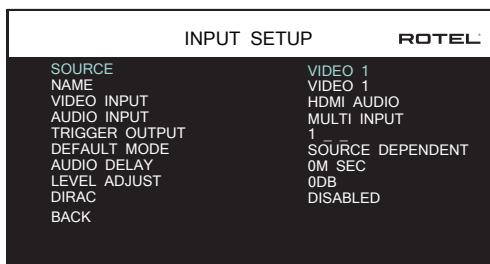 INPUT SETUP ROTEL
SOURCE VIDEO 1
NAME VIDEO 1
VIDEO INPUT HDMI AUDIO
AUDIO INPUT MULTI INPUT
TRIGGER OUTPUT 1 _ _
DEFAULT MODE SOURCE DEPENDENT
AUDIO DELAY 0M SEC
LEVEL ADJUST 0DB
DIRAC DISABLED
BACK